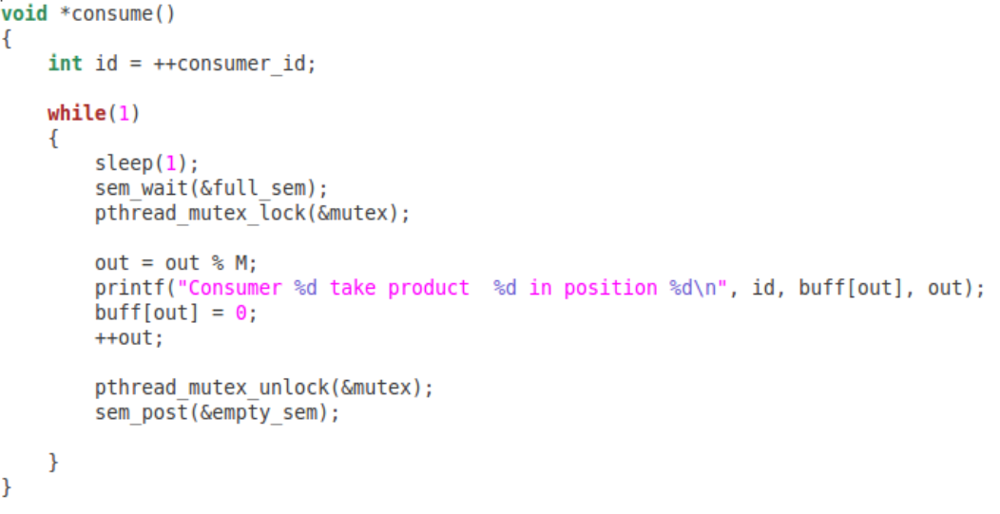 void *consume()
{
    int id = ++consumer_id;

    while(1)
    {
        sleep(1);
        sem_wait(&full_sem);
        pthread_mutex_lock(&mutex);

        out = out % M;
        printf("Consumer %d take product  %d in position %d\n", id, buff[out], out);
        buff[out] = 0;
        ++out;

        pthread_mutex_unlock(&mutex);
        sem_post(&empty_sem);

    }
}